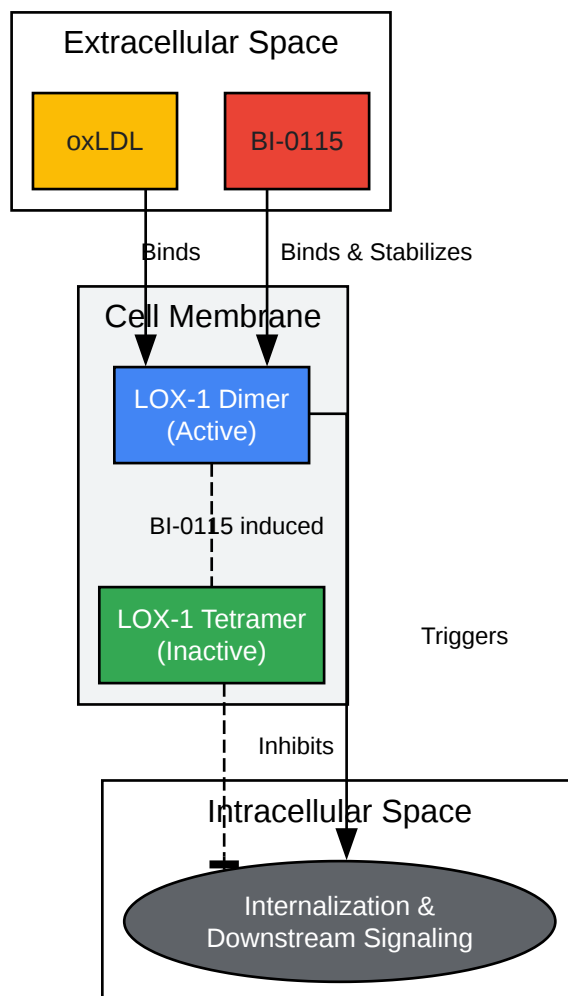 Extracellular Space
oxLDL
BI-0115
Binds
Binds & Stabilizes
Cell Membrane
LOX-1 Dimer
(Active)
BI-0115 induced
LOX-1 Tetramer
(Inactive)
Triggers
Inhibits
Intracellular Space
Internalization &
Downstream Signaling